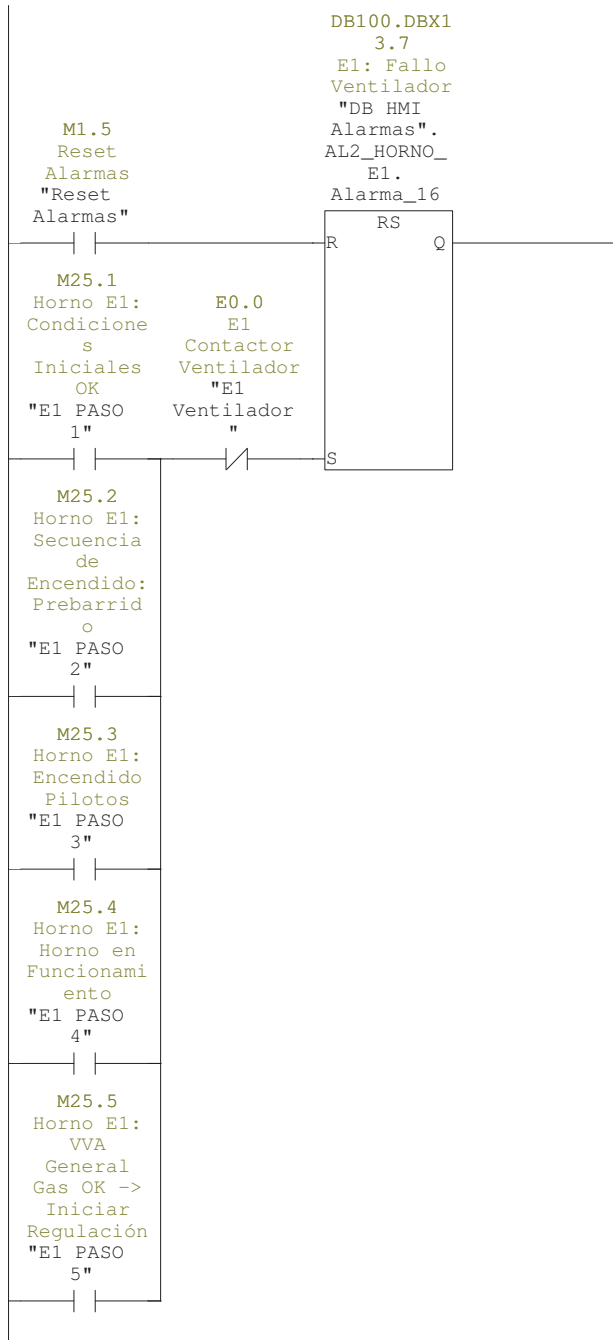 DB100.DBX1
3.7
E1: Fallo
Ventilador
"DB HMI
Alarmas".
AL2_HORNO_
E1.
Alarma_16
M1.5
Reset
Alarmas
"Reset
Alarmas"
RS
R
Q
M25.1
Horno E1:
Condicione
s
Iniciales
OK
"E1 PASO
1"
E0.0
E1
Contactor
Ventilador
"E1
Ventilador
"
S
M25.2
Horno E1:
Secuencia
de
Encendido:
Prebarrid
o
"E1 PASO
2"
M25.3
Horno E1:
Encendido
Pilotos
"E1 PASO
3"
M25.4
Horno E1:
Horno en
Funcionami
ento
"E1 PASO
4"
M25.5
Horno E1:
VVA
General
Gas OK ->
Iniciar
Regulación
"E1 PASO
5"